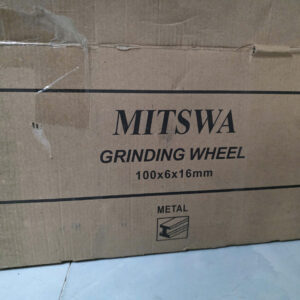 MITSWA
GRINDING WHEEL
100x6x16mm
METAL